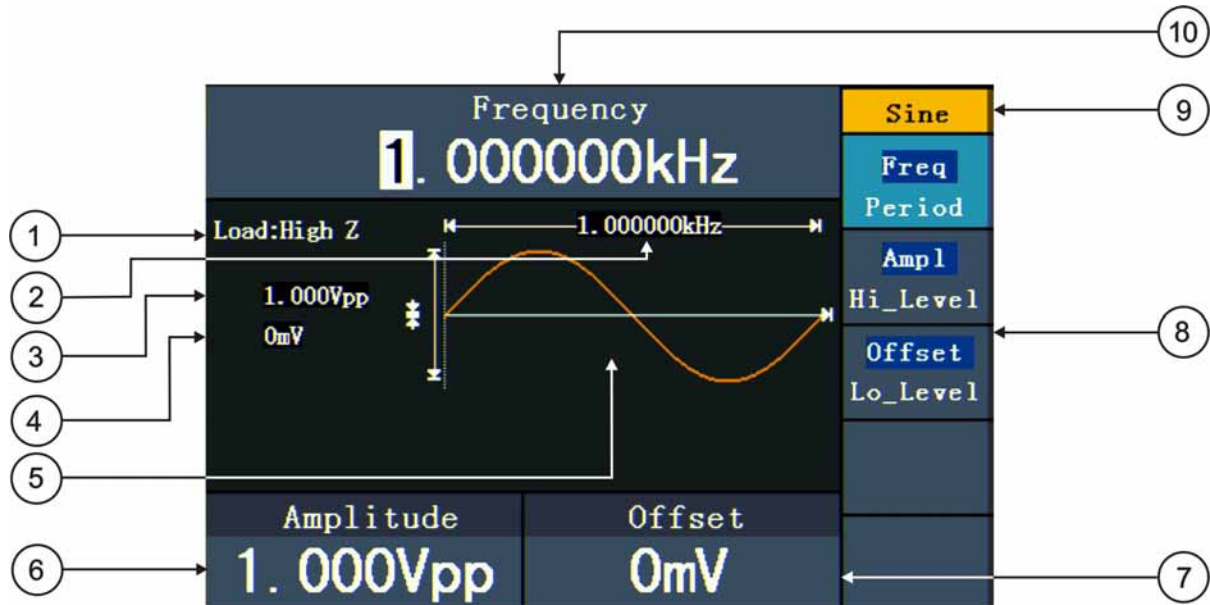 10
Frequency
1.000000kHz
Sine
9
Freq
Period
1
Load:High Z
1.000000kHz
Ampl
Hi_Level
2
1.000Vpp
3
0mV
8
Offset
Lo_Level
4
5
Amplitude
Offset
6
1.000Vpp
0mV
7